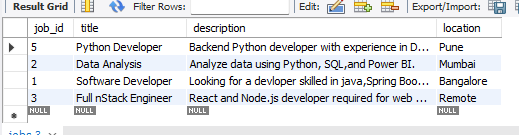 Result Grid Filter Rows: Edit: Export/Import:
job_id title description location
5 Python Developer Backend Python developer with experience in D... Pune
2 Data Analysis Analyze data using Python, SQL,and Power BI. Mumbai
1 Software Developer Looking for a devloper skilled in java,Spring Boo... Bangalore
3 Full nStack Engineer React and Node.js developer required for web ... Remote
NULL NULL NULL NULL
jobs 3